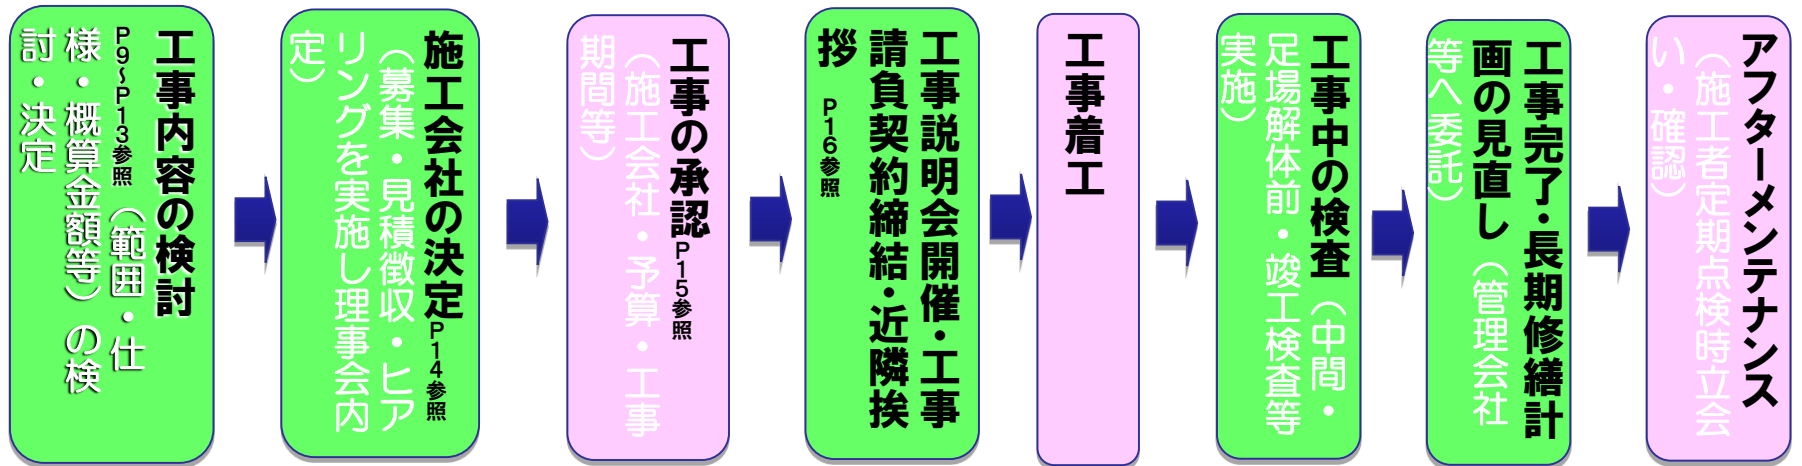 工事内容の検討
P9~P13参照 (範囲・仕
様・概算金額等)の検
討・決定
施工会社の決定P14参照
(募集・見積徴収・ヒア
リングを実施し理事会内
定)
工事の承認P15参照
(施工会社・予算・工事
期間等)
工事説明会開催・工事
請負契約締結・近隣挨
拶 P16参照
工事着工
工事中の検査(中間・
足場解体前・竣工検査等
実施)
工事完了・長期修繕計
画の見直し(管理会社
等へ委託)
アフターメンテナンス
(施工者定期点検時立会
い・確認)